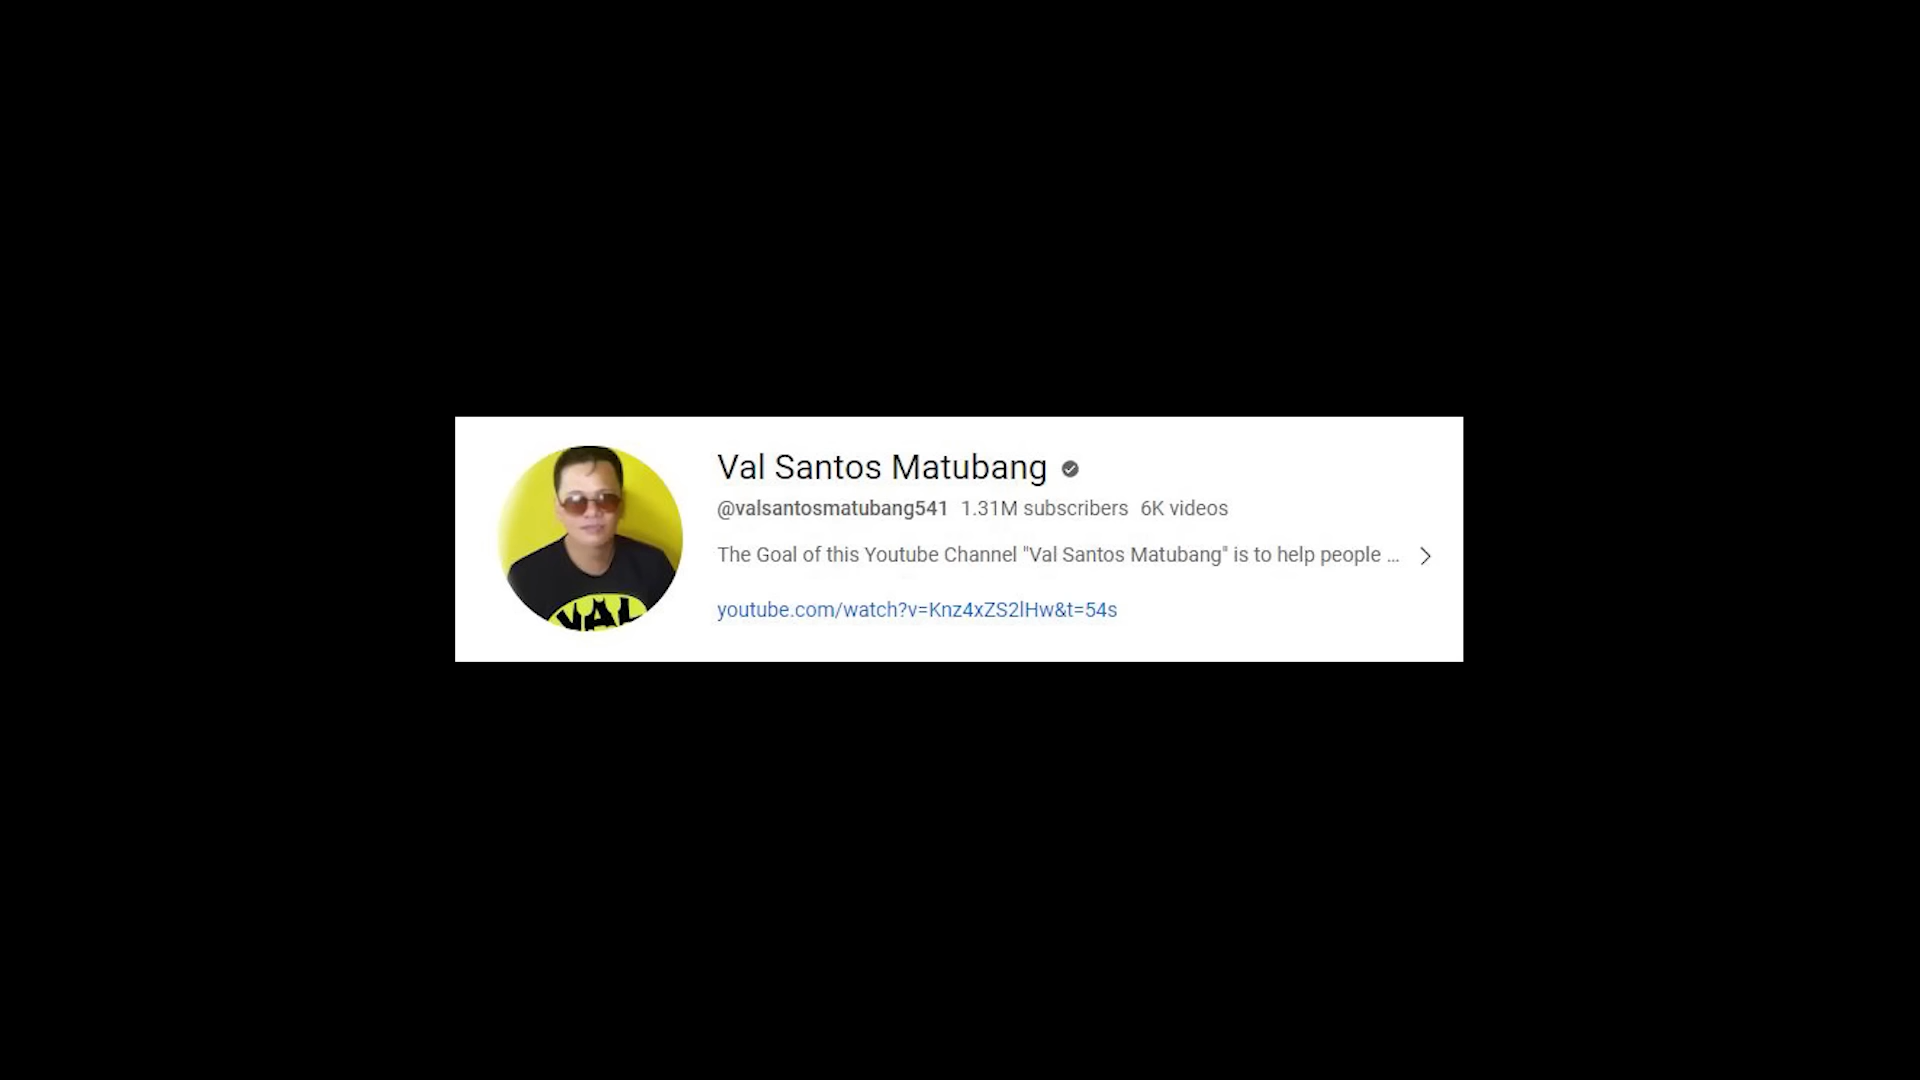 Val Santos Matubang
@valsantosmatubang541 1.31M subscribers 6K videos
The Goal of this Youtube Channel "Val Santos Matubang" is to help people ...
youtube.com/watch?v=Knz4xZS2lHw&t=54s
VAL